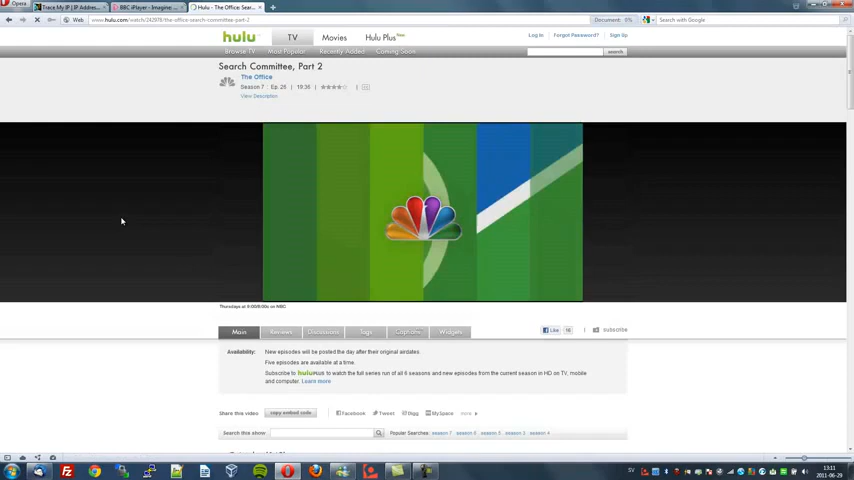 Opera
Trace My IP | IP Address...
BBC iPlayer - Imagine...
Hulu - The Office: Sear...
Web
www.hulu.com/watch/242978/the-office-search-committee-part-2
Document: 9%
Search with Google
hulu TV Movies Hulu Plus
Log In Forgot Password? Sign Up
Browse TV Most Popular Recently Added Coming Soon
search
Search Committee, Part 2
The Office
Season 7 : Ep. 26 | 19:36 |
View Description
Thursdays at 9:00/8:00c on NBC
Main Reviews Discussions Tags Captions Widgets
Like
subscribe
Availability: New episodes will be posted the day after their original airdates.
Five episodes are available at a time.
Subscribe to hulu to watch the full series run of all 6 seasons and new episodes from the current season in HD on TV, mobile
and computer. Learn more
Share this video copy embed code Facebook Tweet Digg MySpace more
Search this show: Popular Searches: season 7 season 6 season 5 season 3 season 4
SV
13:11
2011-06-29